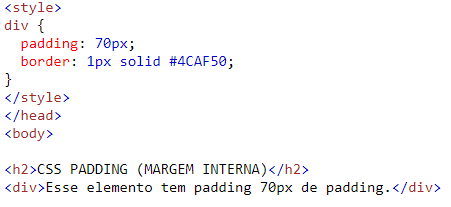 <style>
div {
  padding: 70px;
  border: 1px solid #4CAF50;
}
</style>
</head>
<body>

<h2>CSS PADDING (MARGEM INTERNA)</h2>
<div>Esse elemento tem padding 70px de padding.</div>